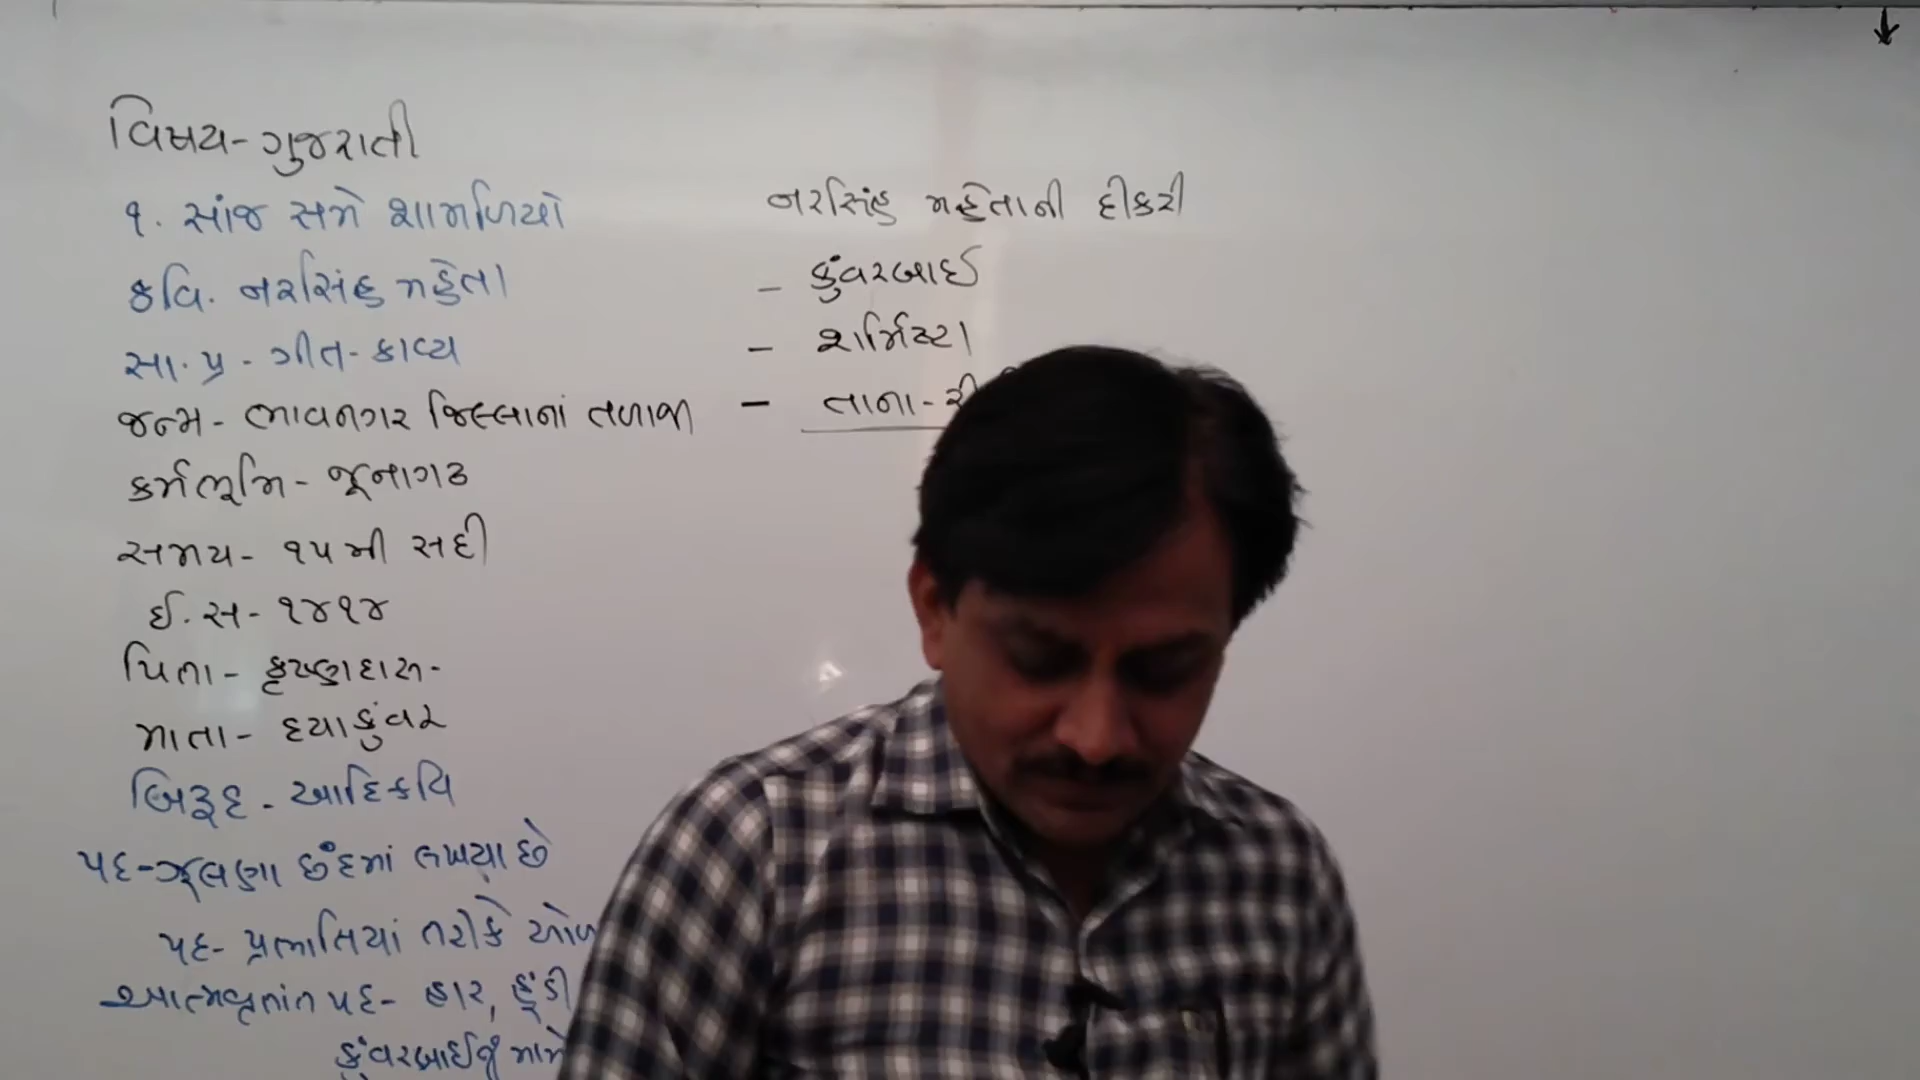 વિષય - ગુજરાતી
૧. સાંજ સમે શામળિયો
કવિ. નરસિંહ મહેતા
સા. પ્ર - ગીત - કાવ્ય
જન્મ - ભાવનગર જિલ્લાનાં તળાજા
કર્મભૂમિ - જૂનાગઢ
સમય - ૧૫ મી સદી
ઈ. સ - ૧૪૧૪
પિતા - કૃષ્ણદાસ -
માતા - દયાકુંવર
બિરૂદ - આદિકવિ
પદ - ઝૂલણા છંદમાં લખ્યા છે
પદ - પ્રભાતિયાં તરીકે
આત્મવૃતાંત પદ - હાર, હૂંડી
કુંવરબાઈનું
નરસિંહ મહેતાની દીકરી
- કુંવરબાઈ
- શર્મિષ્ટા
- તાના -